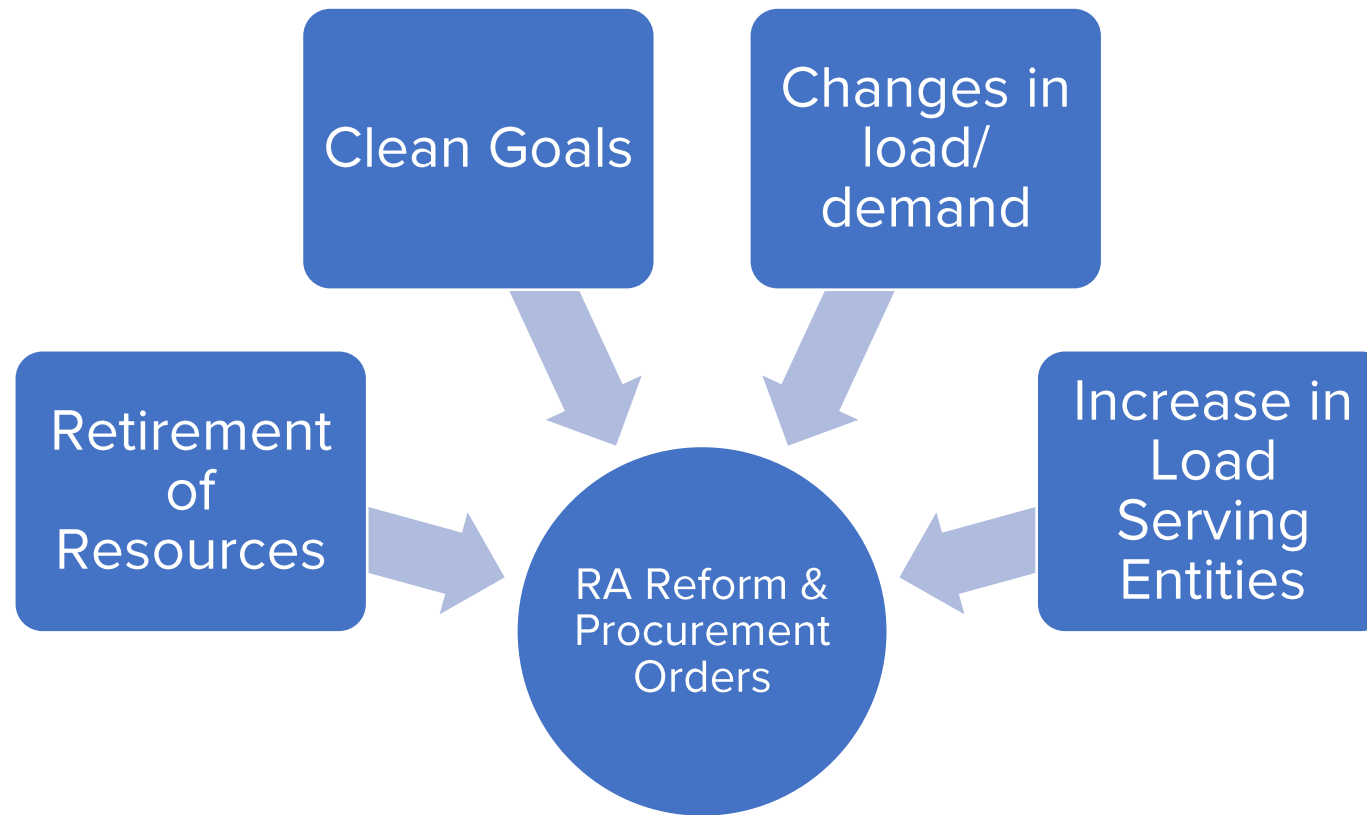 Clean Goals
Changes in
load/
demand
Retirement
of
Resources
Increase in
Load
Serving
Entities
RA Reform &
Procurement
Orders